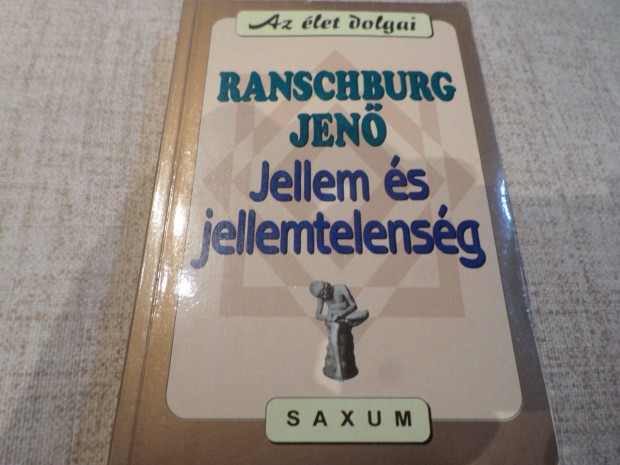 Az élet dolgai
RANSCHBURG
JENŐ
Jellem és
jellemtelenség
SAXUM